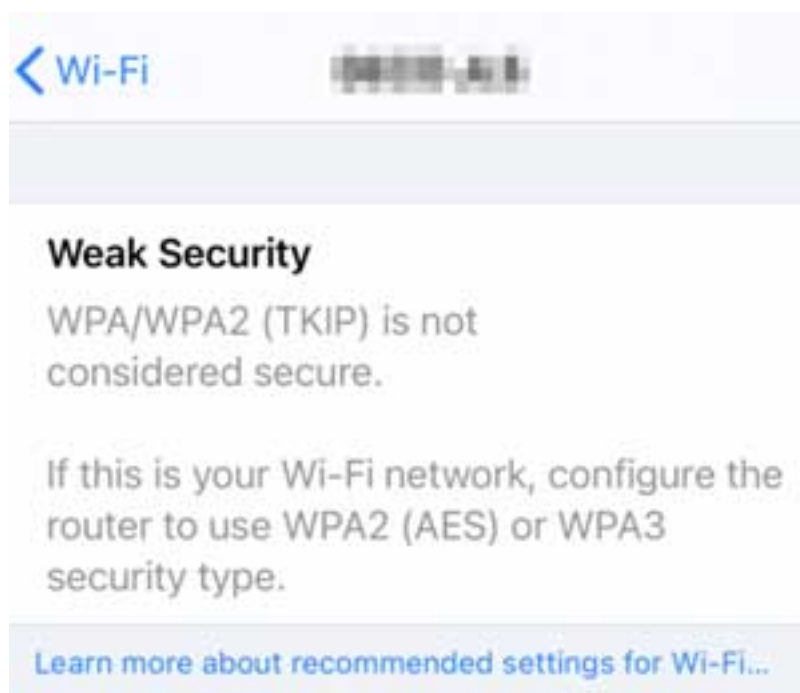 Wi-Fi
Weak Security
WPA/WPA2 (TKIP) is not
considered secure.
If this is your Wi-Fi network, configure the
router to use WPA2 (AES) or WPA3
security type.
Learn more about recommended settings for Wi-Fi...